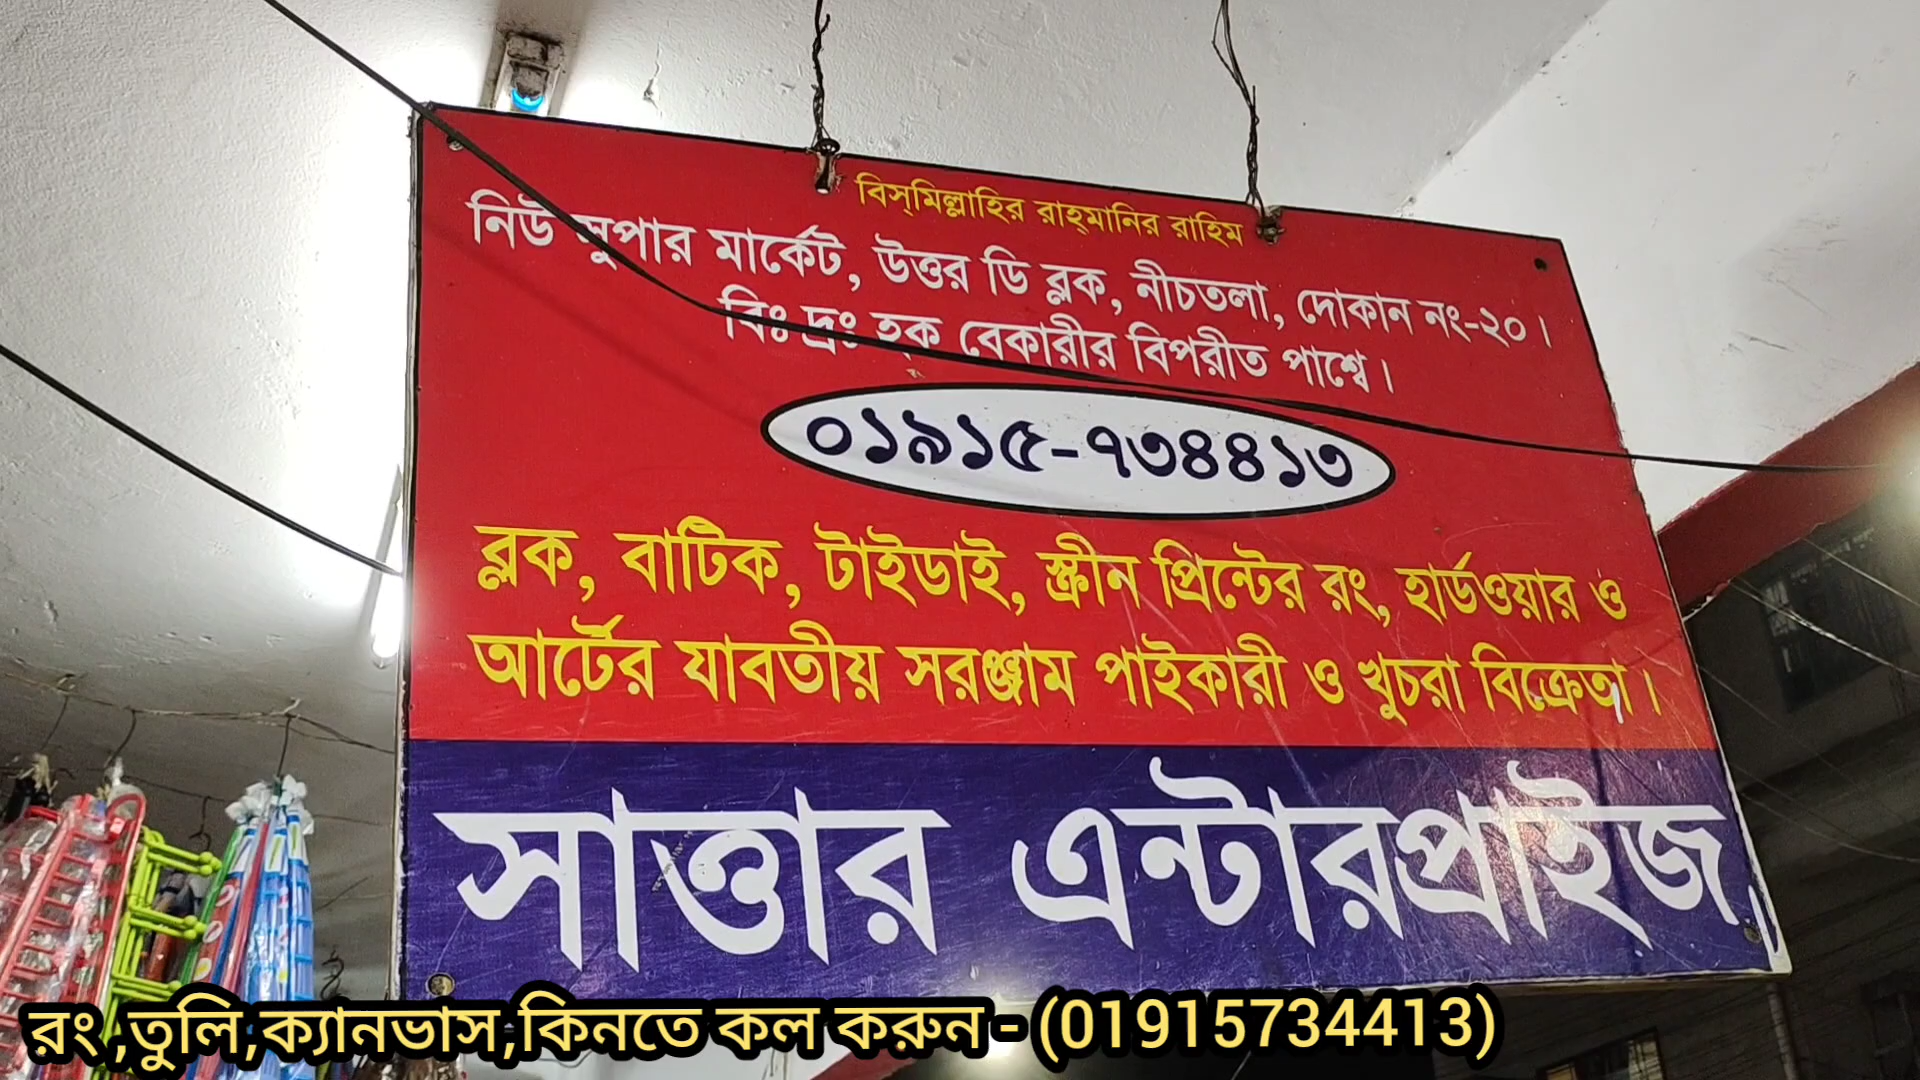 বিস্‌মিল্লাহির রাহ্‌মানির রাহিম
নিউ সুপার মার্কেট, উত্তর ডি ব্লক, নীচতলা, দোকান নং-২০।
বিঃ দ্রঃ হক বেকারীর বিপরীত পার্শ্বে।
০১৯১৫-৭৩৪৪১৩
ব্লক, বাটিক, টাইডাই, স্ক্রীন প্রিন্টের রং, হার্ডওয়ার ও
আর্টের যাবতীয় সরঞ্জাম পাইকারী ও খুচরা বিক্রেতা।
সাত্তার এন্টারপ্রাইজ
রং,তুলি,ক্যানভাস,কিনতে কল করুন - (01915734413)